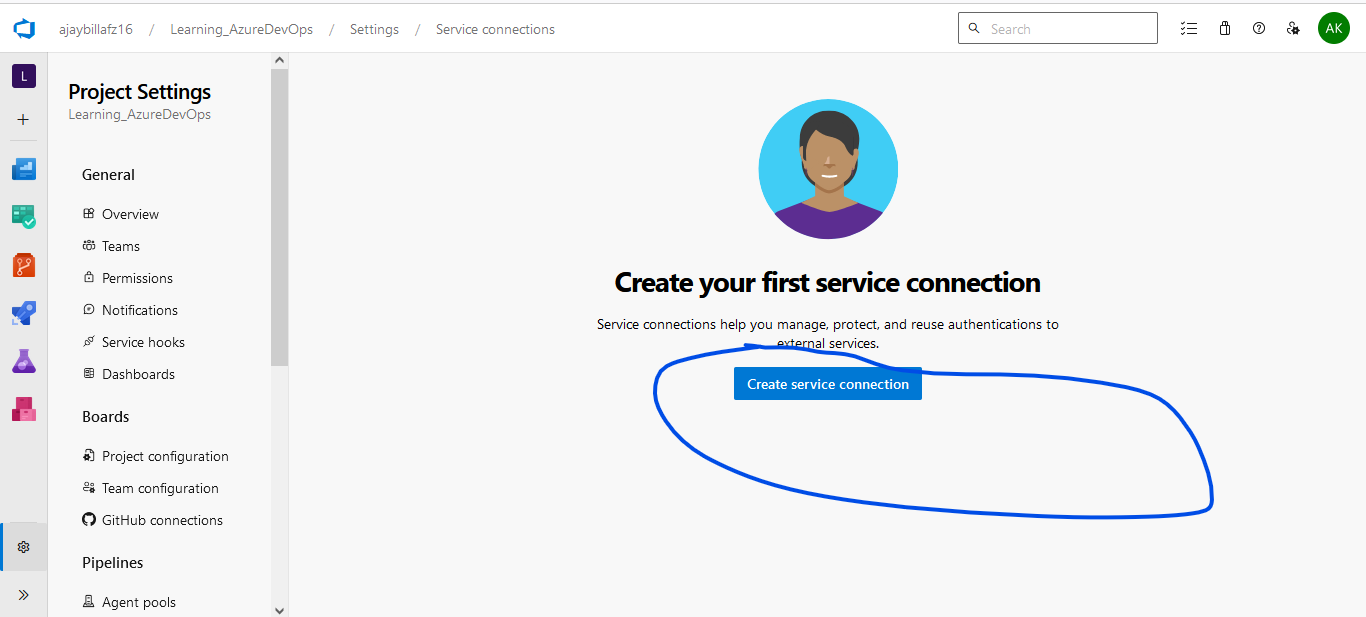 ajaybillafz16 / Learning_AzureDevOps / Settings / Service connections
Search
AK
L
Project Settings
Learning_AzureDevOps
General
Overview
Teams
Permissions
Notifications
Service hooks
Dashboards
Boards
Project configuration
Team configuration
GitHub connections
Pipelines
Agent pools
Create your first service connection
Service connections help you manage, protect, and reuse authentications to
external services.
Create service connection